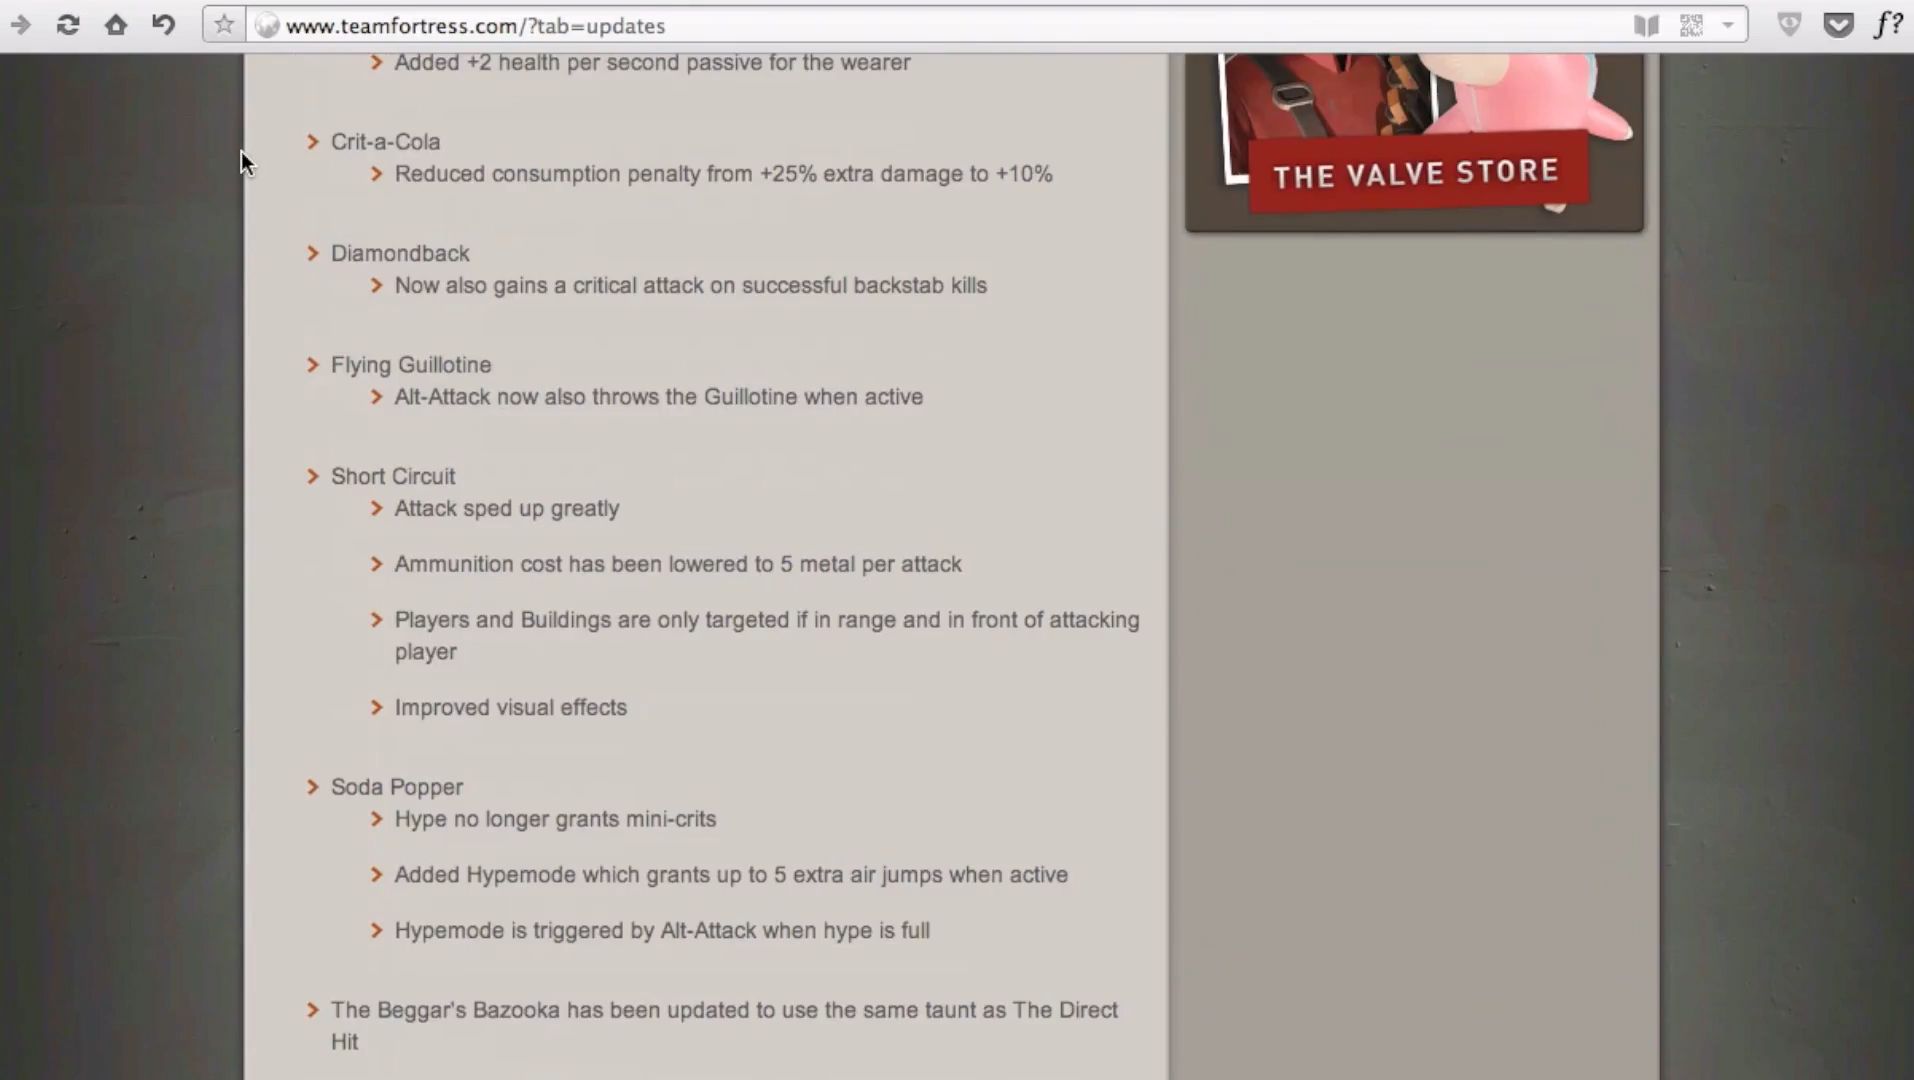 www.teamfortress.com/?tab=updates
f?
Added +2 health per second passive for the wearer
Crit-a-Cola
Reduced consumption penalty from +25% extra damage to +10%
THE VALVE STORE
Diamondback
Now also gains a critical attack on successful backstab kills
Flying Guillotine
Alt-Attack now also throws the Guillotine when active
Short Circuit
Attack sped up greatly
Ammunition cost has been lowered to 5 metal per attack
Players and Buildings are only targeted if in range and in front of attacking
player
Improved visual effects
Soda Popper
Hype no longer grants mini-crits
Added Hypemode which grants up to 5 extra air jumps when active
Hypemode is triggered by Alt-Attack when hype is full
The Beggar's Bazooka has been updated to use the same taunt as The Direct
Hit